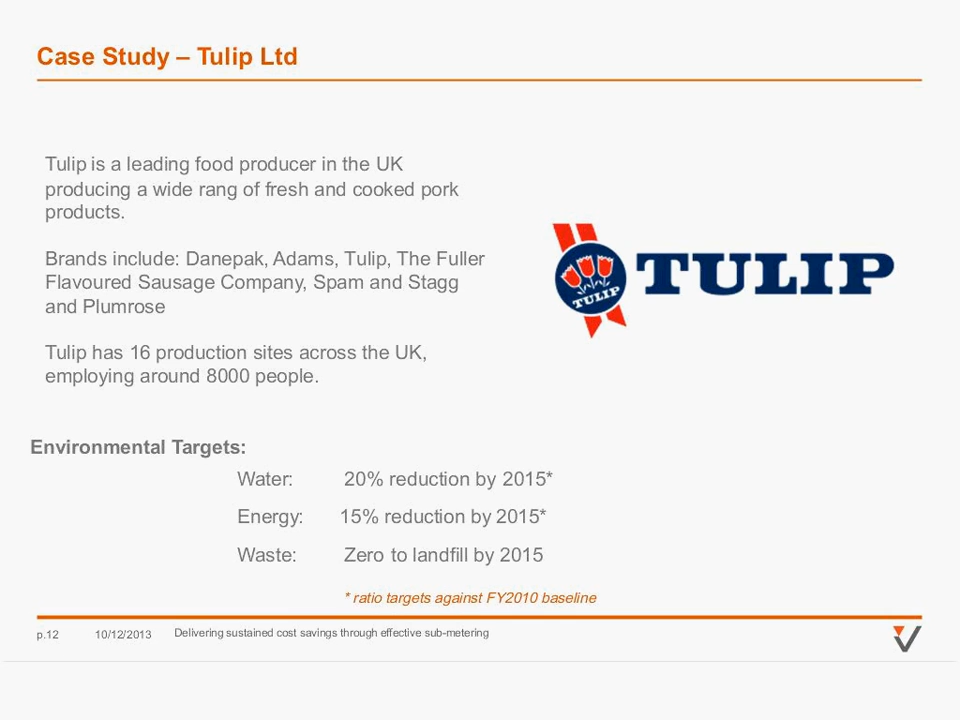 Case Study – Tulip Ltd
Tulip is a leading food producer in the UK
producing a wide rang of fresh and cooked pork
products.
Brands include: Danepak, Adams, Tulip, The Fuller
Flavoured Sausage Company, Spam and Stagg
and Plumrose
Tulip has 16 production sites across the UK,
employing around 8000 people.
TULIP
TULIP
Environmental Targets:
Water: 20% reduction by 2015*
Energy: 15% reduction by 2015*
Waste: Zero to landfill by 2015
* ratio targets against FY2010 baseline
p.12 10/12/2013 Delivering sustained cost savings through effective sub-metering